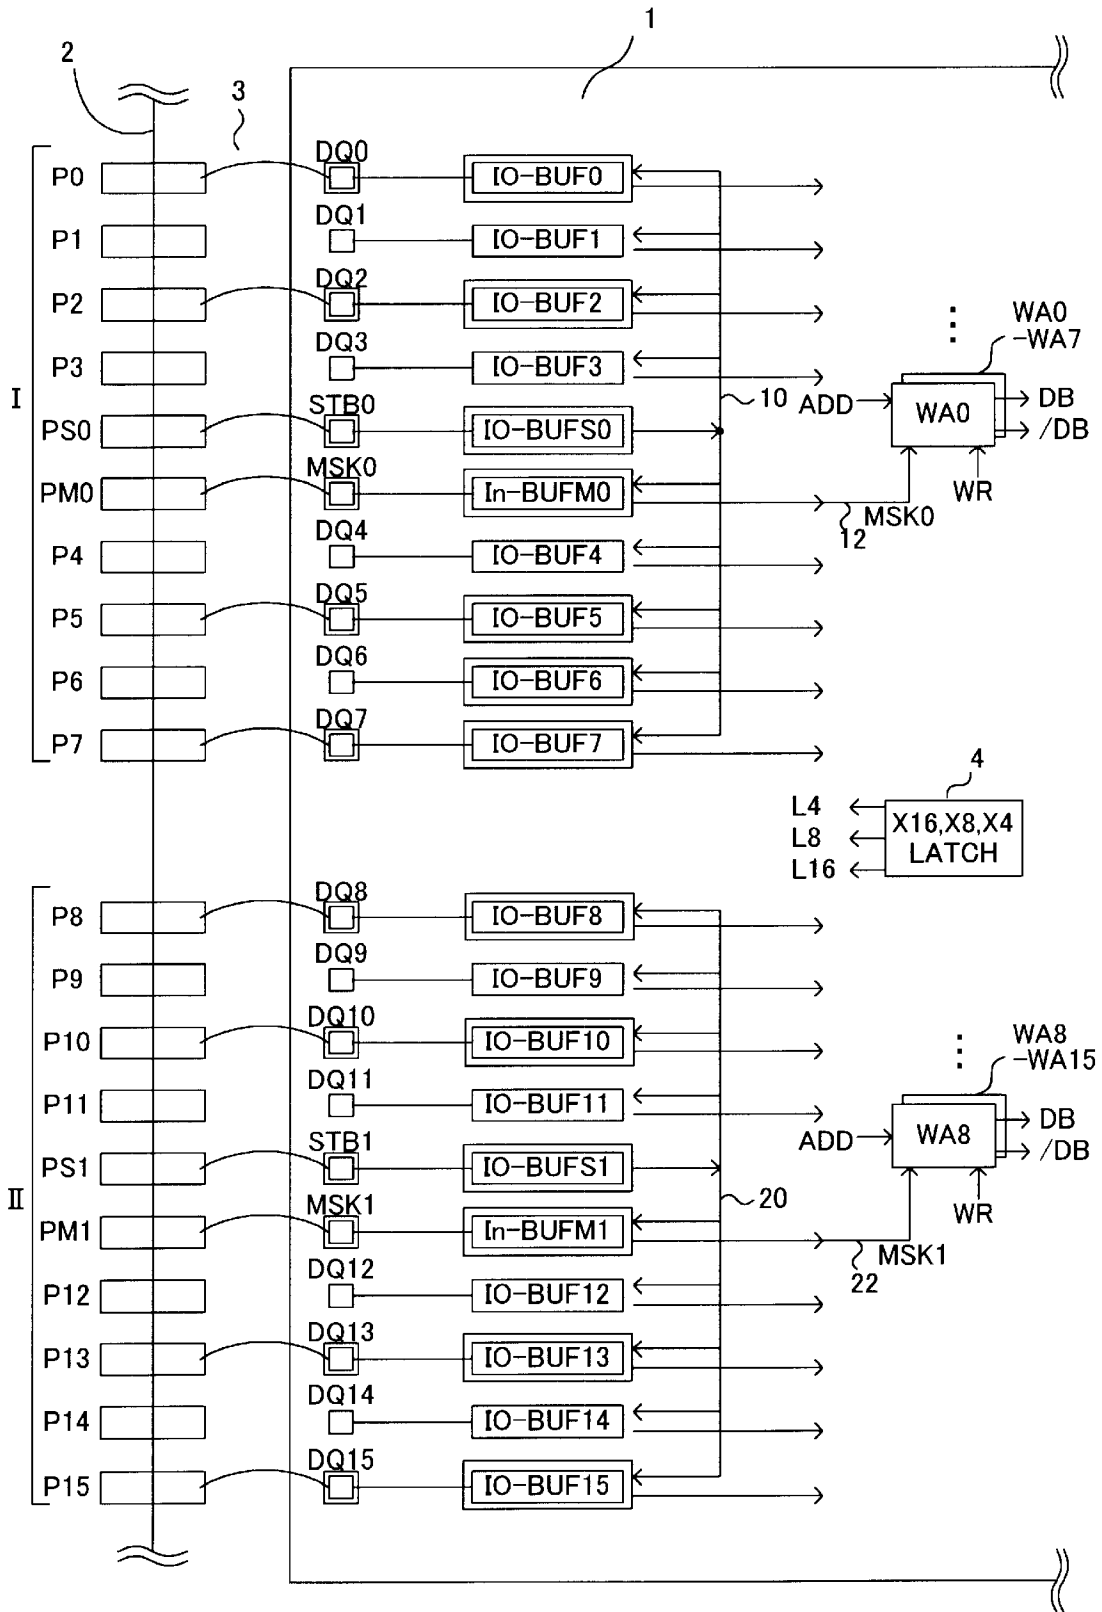 1
2
3
I
P0 DQ0 IO-BUF0
P1 DQ1 IO-BUF1
P2 DQ2 IO-BUF2
P3 DQ3 IO-BUF3
PS0 STB0 IO-BUFS0
PM0 MSK0 In-BUFM0
P4 DQ4 IO-BUF4
P5 DQ5 IO-BUF5
P6 DQ6 IO-BUF6
P7 DQ7 IO-BUF7
10
12
MSK0
WA0
-WA7
ADD
WA0
DB
/DB
WR
4
L4
L8
L16
X16,X8,X4
LATCH
II
P8 DQ8 IO-BUF8
P9 DQ9 IO-BUF9
P10 DQ10 IO-BUF10
P11 DQ11 IO-BUF11
PS1 STB1 IO-BUFS1
PM1 MSK1 In-BUFM1
P12 DQ12 IO-BUF12
P13 DQ13 IO-BUF13
P14 DQ14 IO-BUF14
P15 DQ15 IO-BUF15
20
22
MSK1
WA8
-WA15
ADD
WA8
DB
/DB
WR